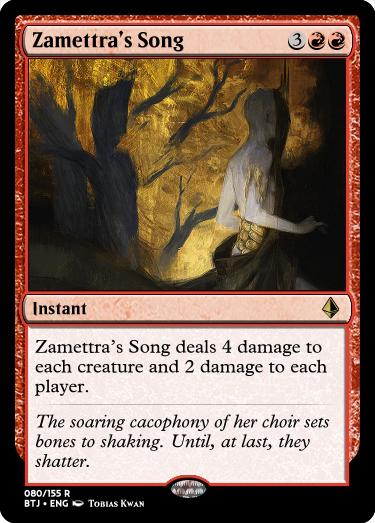 Zamettra's Song 3
Instant
Zamettra's Song deals 4 damage to
each creature and 2 damage to each
player.
The soaring cacophony of her choir sets
bones to shaking. Until, at last, they
shatter.
080/155 R
BTJ • ENG Tobias Kwan